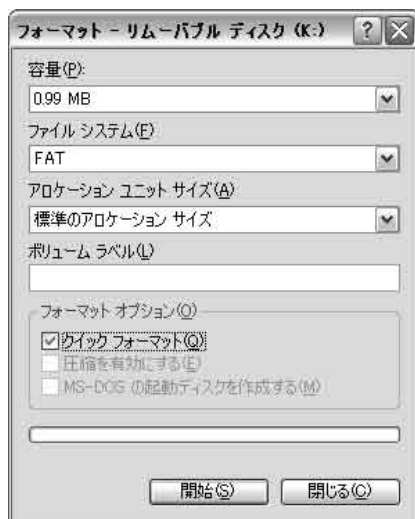 フォーマット - リムーバブル ディスク (K:)
容量(P):
0.99 MB
ファイル システム(F)
FAT
アロケーション ユニット サイズ(A)
標準のアロケーション サイズ
ボリューム ラベル(L)
フォーマット オプション(O)
クイック フォーマット(Q)
圧縮を有効にする(E)
MS-DOS の起動ディスクを作成する(M)
開始(S)
閉じる(C)